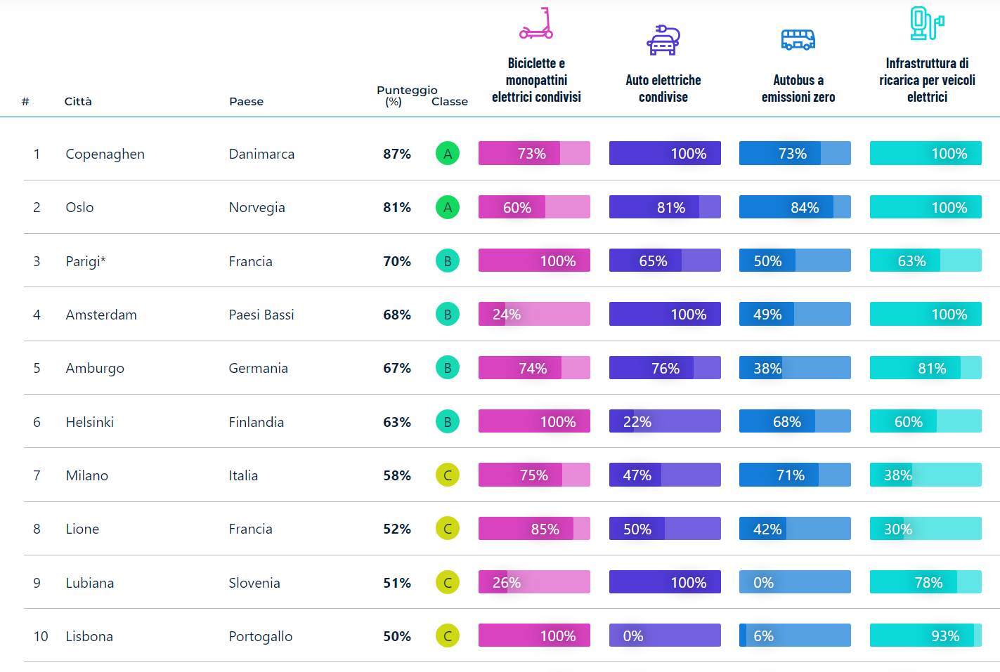 Biciclette e
monopattini
elettrici condivisi
Auto elettriche
condivise
Autobus a
emissioni zero
Infrastruttura di
ricarica per veicoli
elettrici
# Città Paese Punteggio
(%) Classe
1 Copenaghen Danimarca 87% A 73% 100% 73% 100%
2 Oslo Norvegia 81% A 60% 81% 84% 100%
3 Parigi* Francia 70% B 100% 65% 50% 63%
4 Amsterdam Paesi Bassi 68% B 24% 100% 49% 100%
5 Amburgo Germania 67% B 74% 76% 38% 81%
6 Helsinki Finlandia 63% B 100% 22% 68% 60%
7 Milano Italia 58% C 75% 47% 71% 38%
8 Lione Francia 52% C 85% 50% 42% 30%
9 Lubiana Slovenia 51% C 26% 100% 0% 78%
10 Lisbona Portogallo 50% C 100% 0% 6% 93%